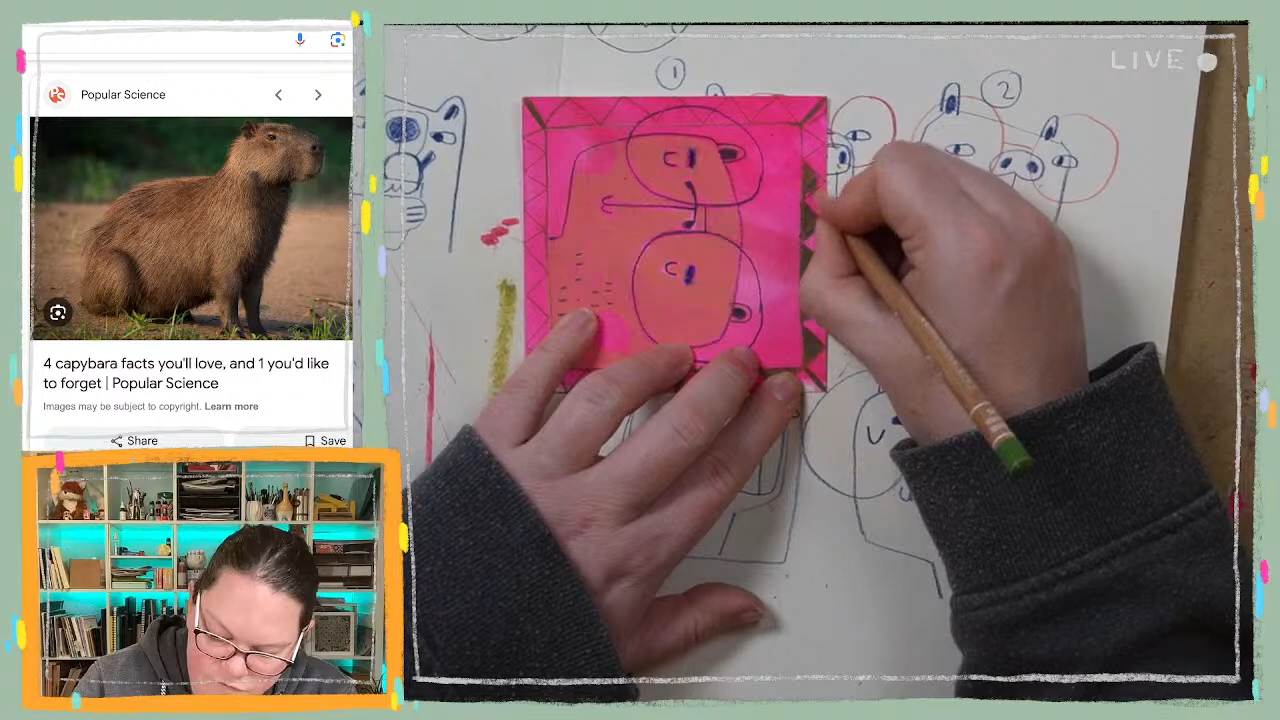 Popular Science
4 capybara facts you'll love, and 1 you'd like
to forget | Popular Science
Images may be subject to copyright. Learn more
Share
Save
LIVE
1
2